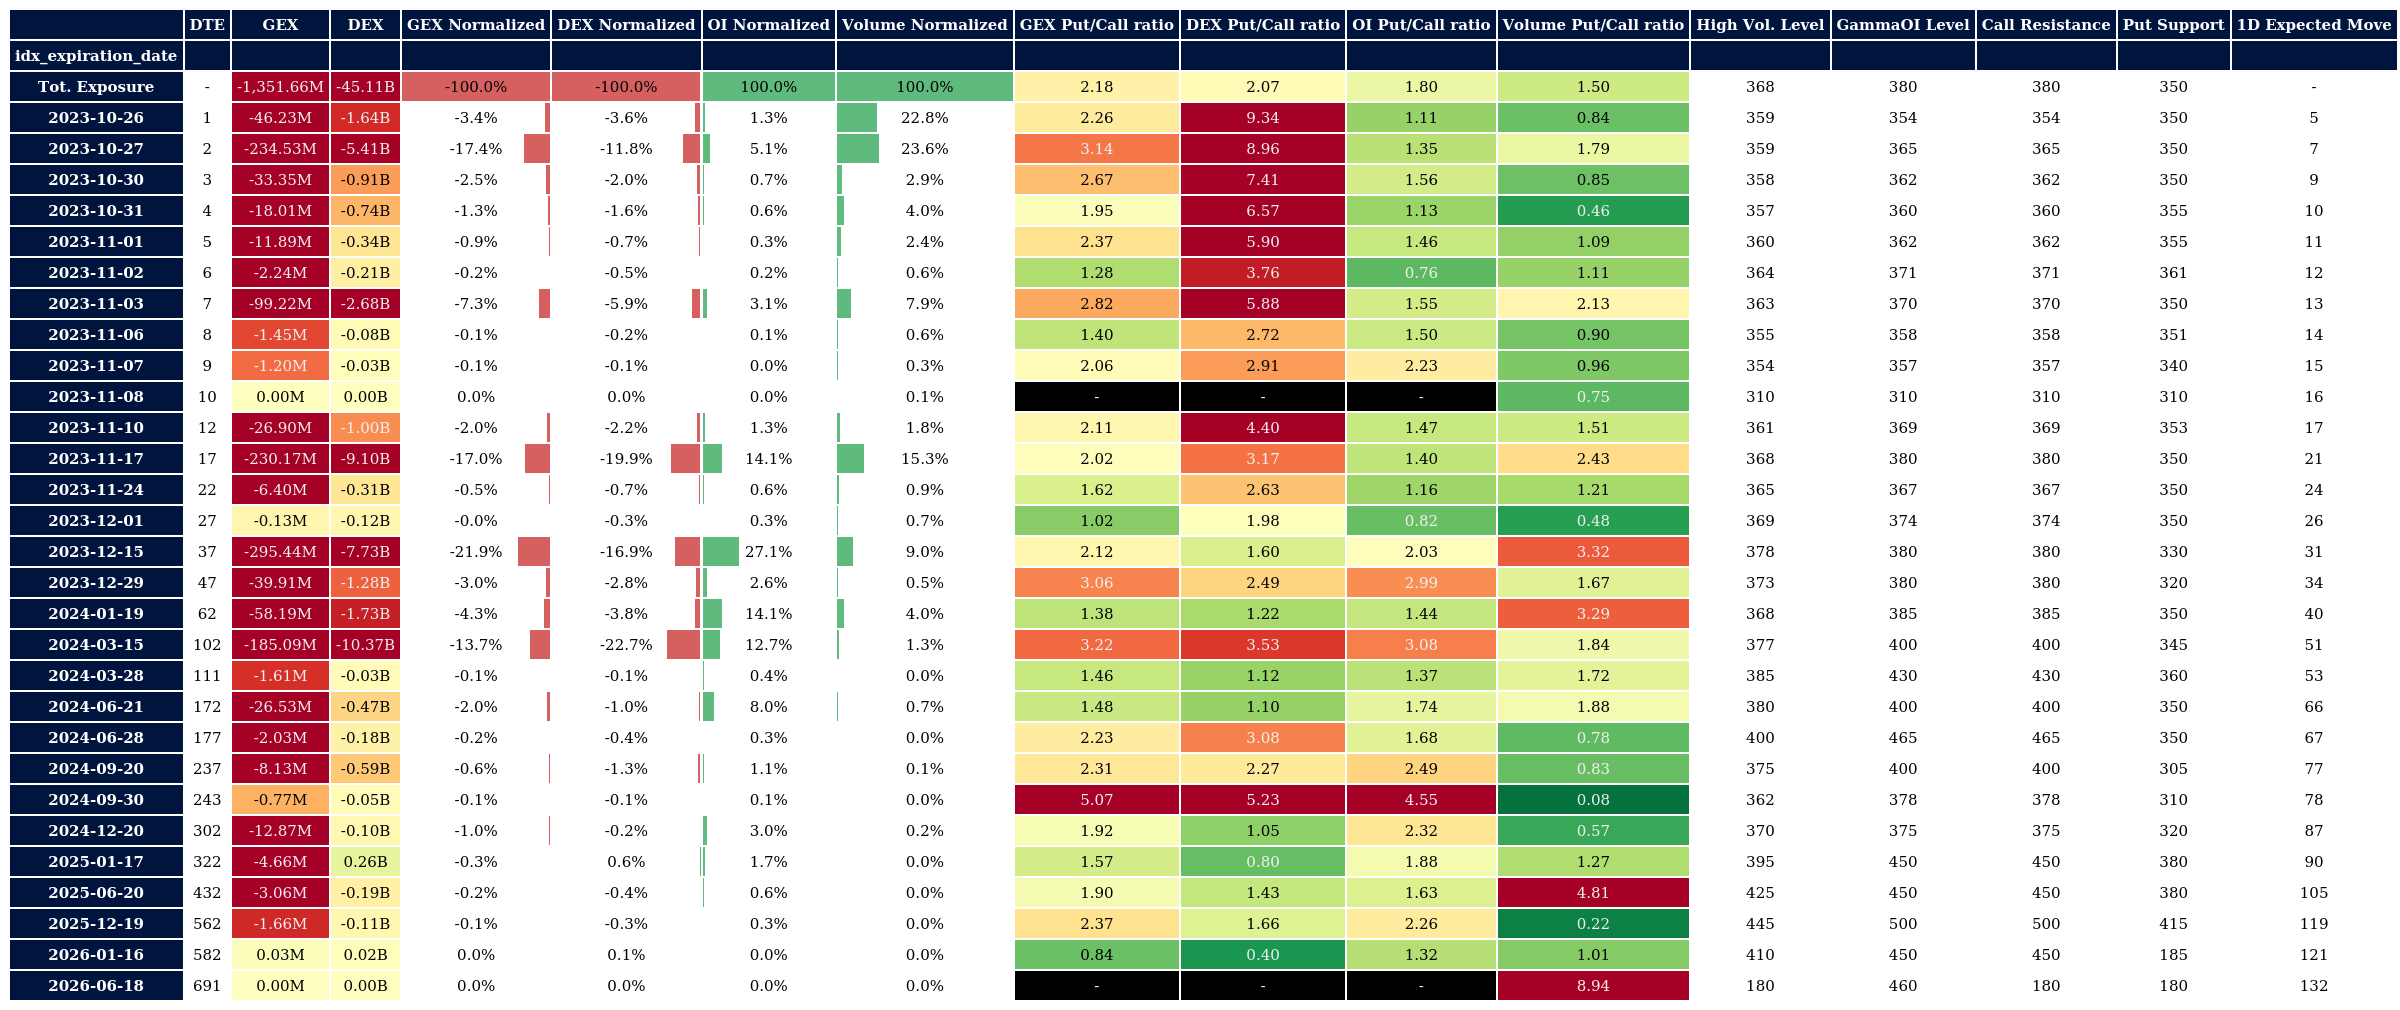 DTE GEX DEX GEX Normalized DEX Normalized OI Normalized Volume Normalized GEX Put/Call ratio DEX Put/Call ratio OI Put/Call ratio Volume Put/Call ratio High Vol. Level GammaOI Level Call Resistance Put Support 1D Expected Move
idx_expiration_date
Tot. Exposure - -1,351.66M -45.11B -100.0% -100.0% 100.0% 100.0% 2.18 2.07 1.80 1.50 368 380 380 350 -
2023-10-26 1 -46.23M -1.64B -3.4% -3.6% 1.3% 22.8% 2.26 9.34 1.11 0.84 359 354 354 350 5
2023-10-27 2 -234.53M -5.41B -17.4% -11.8% 5.1% 23.6% 3.14 8.96 1.35 1.79 359 365 365 350 7
2023-10-30 3 -33.35M -0.91B -2.5% -2.0% 0.7% 2.9% 2.67 7.41 1.56 0.85 358 362 362 350 9
2023-10-31 4 -18.01M -0.74B -1.3% -1.6% 0.6% 4.0% 1.95 6.57 1.13 0.46 357 360 360 355 10
2023-11-01 5 -11.89M -0.34B -0.9% -0.7% 0.3% 2.4% 2.37 5.90 1.46 1.09 360 362 362 355 11
2023-11-02 6 -2.24M -0.21B -0.2% -0.5% 0.2% 0.6% 1.28 3.76 0.76 1.11 364 371 371 361 12
2023-11-03 7 -99.22M -2.68B -7.3% -5.9% 3.1% 7.9% 2.82 5.88 1.55 2.13 363 370 370 350 13
2023-11-06 8 -1.45M -0.08B -0.1% -0.2% 0.1% 0.6% 1.40 2.72 1.50 0.90 355 358 358 351 14
2023-11-07 9 -1.20M -0.03B -0.1% -0.1% 0.0% 0.3% 2.06 2.91 2.23 0.96 354 357 357 340 15
2023-11-08 10 0.00M 0.00B 0.0% 0.0% 0.0% 0.1% - - - 0.75 310 310 310 310 16
2023-11-10 12 -26.90M -1.00B -2.0% -2.2% 1.3% 1.8% 2.11 4.40 1.47 1.51 361 369 369 353 17
2023-11-17 17 -230.17M -9.10B -17.0% -19.9% 14.1% 15.3% 2.02 3.17 1.40 2.43 368 380 380 350 21
2023-11-24 22 -6.40M -0.31B -0.5% -0.7% 0.6% 0.9% 1.62 2.63 1.16 1.21 365 367 367 350 24
2023-12-01 27 -0.13M -0.12B -0.0% -0.3% 0.3% 0.7% 1.02 1.98 0.82 0.48 369 374 374 350 26
2023-12-15 37 -295.44M -7.73B -21.9% -16.9% 27.1% 9.0% 2.12 1.60 2.03 3.32 378 380 380 330 31
2023-12-29 47 -39.91M -1.28B -3.0% -2.8% 2.6% 0.5% 3.06 2.49 2.99 1.67 373 380 380 320 34
2024-01-19 62 -58.19M -1.73B -4.3% -3.8% 14.1% 4.0% 1.38 1.22 1.44 3.29 368 385 385 350 40
2024-03-15 102 -185.09M -10.37B -13.7% -22.7% 12.7% 1.3% 3.22 3.53 3.08 1.84 377 400 400 345 51
2024-03-28 111 -1.61M -0.03B -0.1% -0.1% 0.4% 0.0% 1.46 1.12 1.37 1.72 385 430 430 360 53
2024-06-21 172 -26.53M -0.47B -2.0% -1.0% 8.0% 0.7% 1.48 1.10 1.74 1.88 380 400 400 350 66
2024-06-28 177 -2.03M -0.18B -0.2% -0.4% 0.3% 0.0% 2.23 3.08 1.68 0.78 400 465 465 350 67
2024-09-20 237 -8.13M -0.59B -0.6% -1.3% 1.1% 0.1% 2.31 2.27 2.49 0.83 375 400 400 305 77
2024-09-30 243 -0.77M -0.05B -0.1% -0.1% 0.1% 0.0% 5.07 5.23 4.55 0.08 362 378 378 310 78
2024-12-20 302 -12.87M -0.10B -1.0% -0.2% 3.0% 0.2% 1.92 1.05 2.32 0.57 370 375 375 320 87
2025-01-17 322 -4.66M 0.26B -0.3% 0.6% 1.7% 0.0% 1.57 0.80 1.88 1.27 395 450 450 380 90
2025-06-20 432 -3.06M -0.19B -0.2% -0.4% 0.6% 0.0% 1.90 1.43 1.63 4.81 425 450 450 380 105
2025-12-19 562 -1.66M -0.11B -0.1% -0.3% 0.3% 0.0% 2.37 1.66 2.26 0.22 445 500 500 415 119
2026-01-16 582 0.03M 0.02B 0.0% 0.1% 0.0% 0.0% 0.84 0.40 1.32 1.01 410 450 450 185 121
2026-06-18 691 0.00M 0.00B 0.0% 0.0% 0.0% 0.0% - - - 8.94 180 460 180 180 132